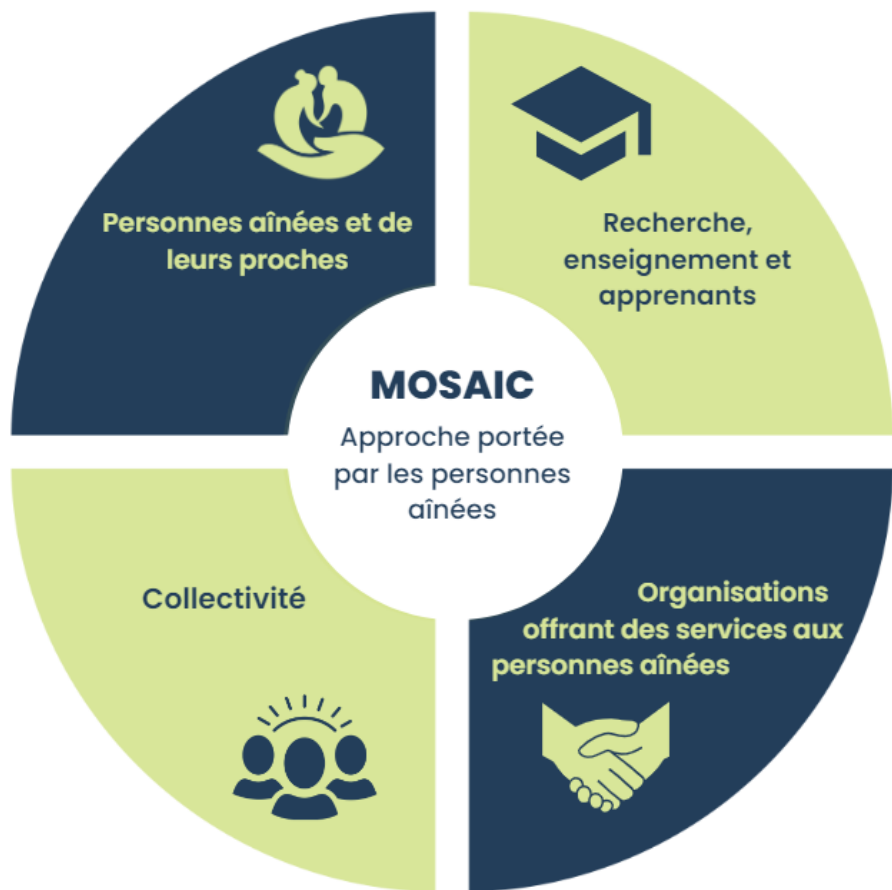 Personnes aînées et de
leurs proches
Recherche,
enseignement et
apprenants
MOSAIC
Approche portée
par les personnes
aînées
Collectivité
Organisations
offrant des services aux
personnes aînées